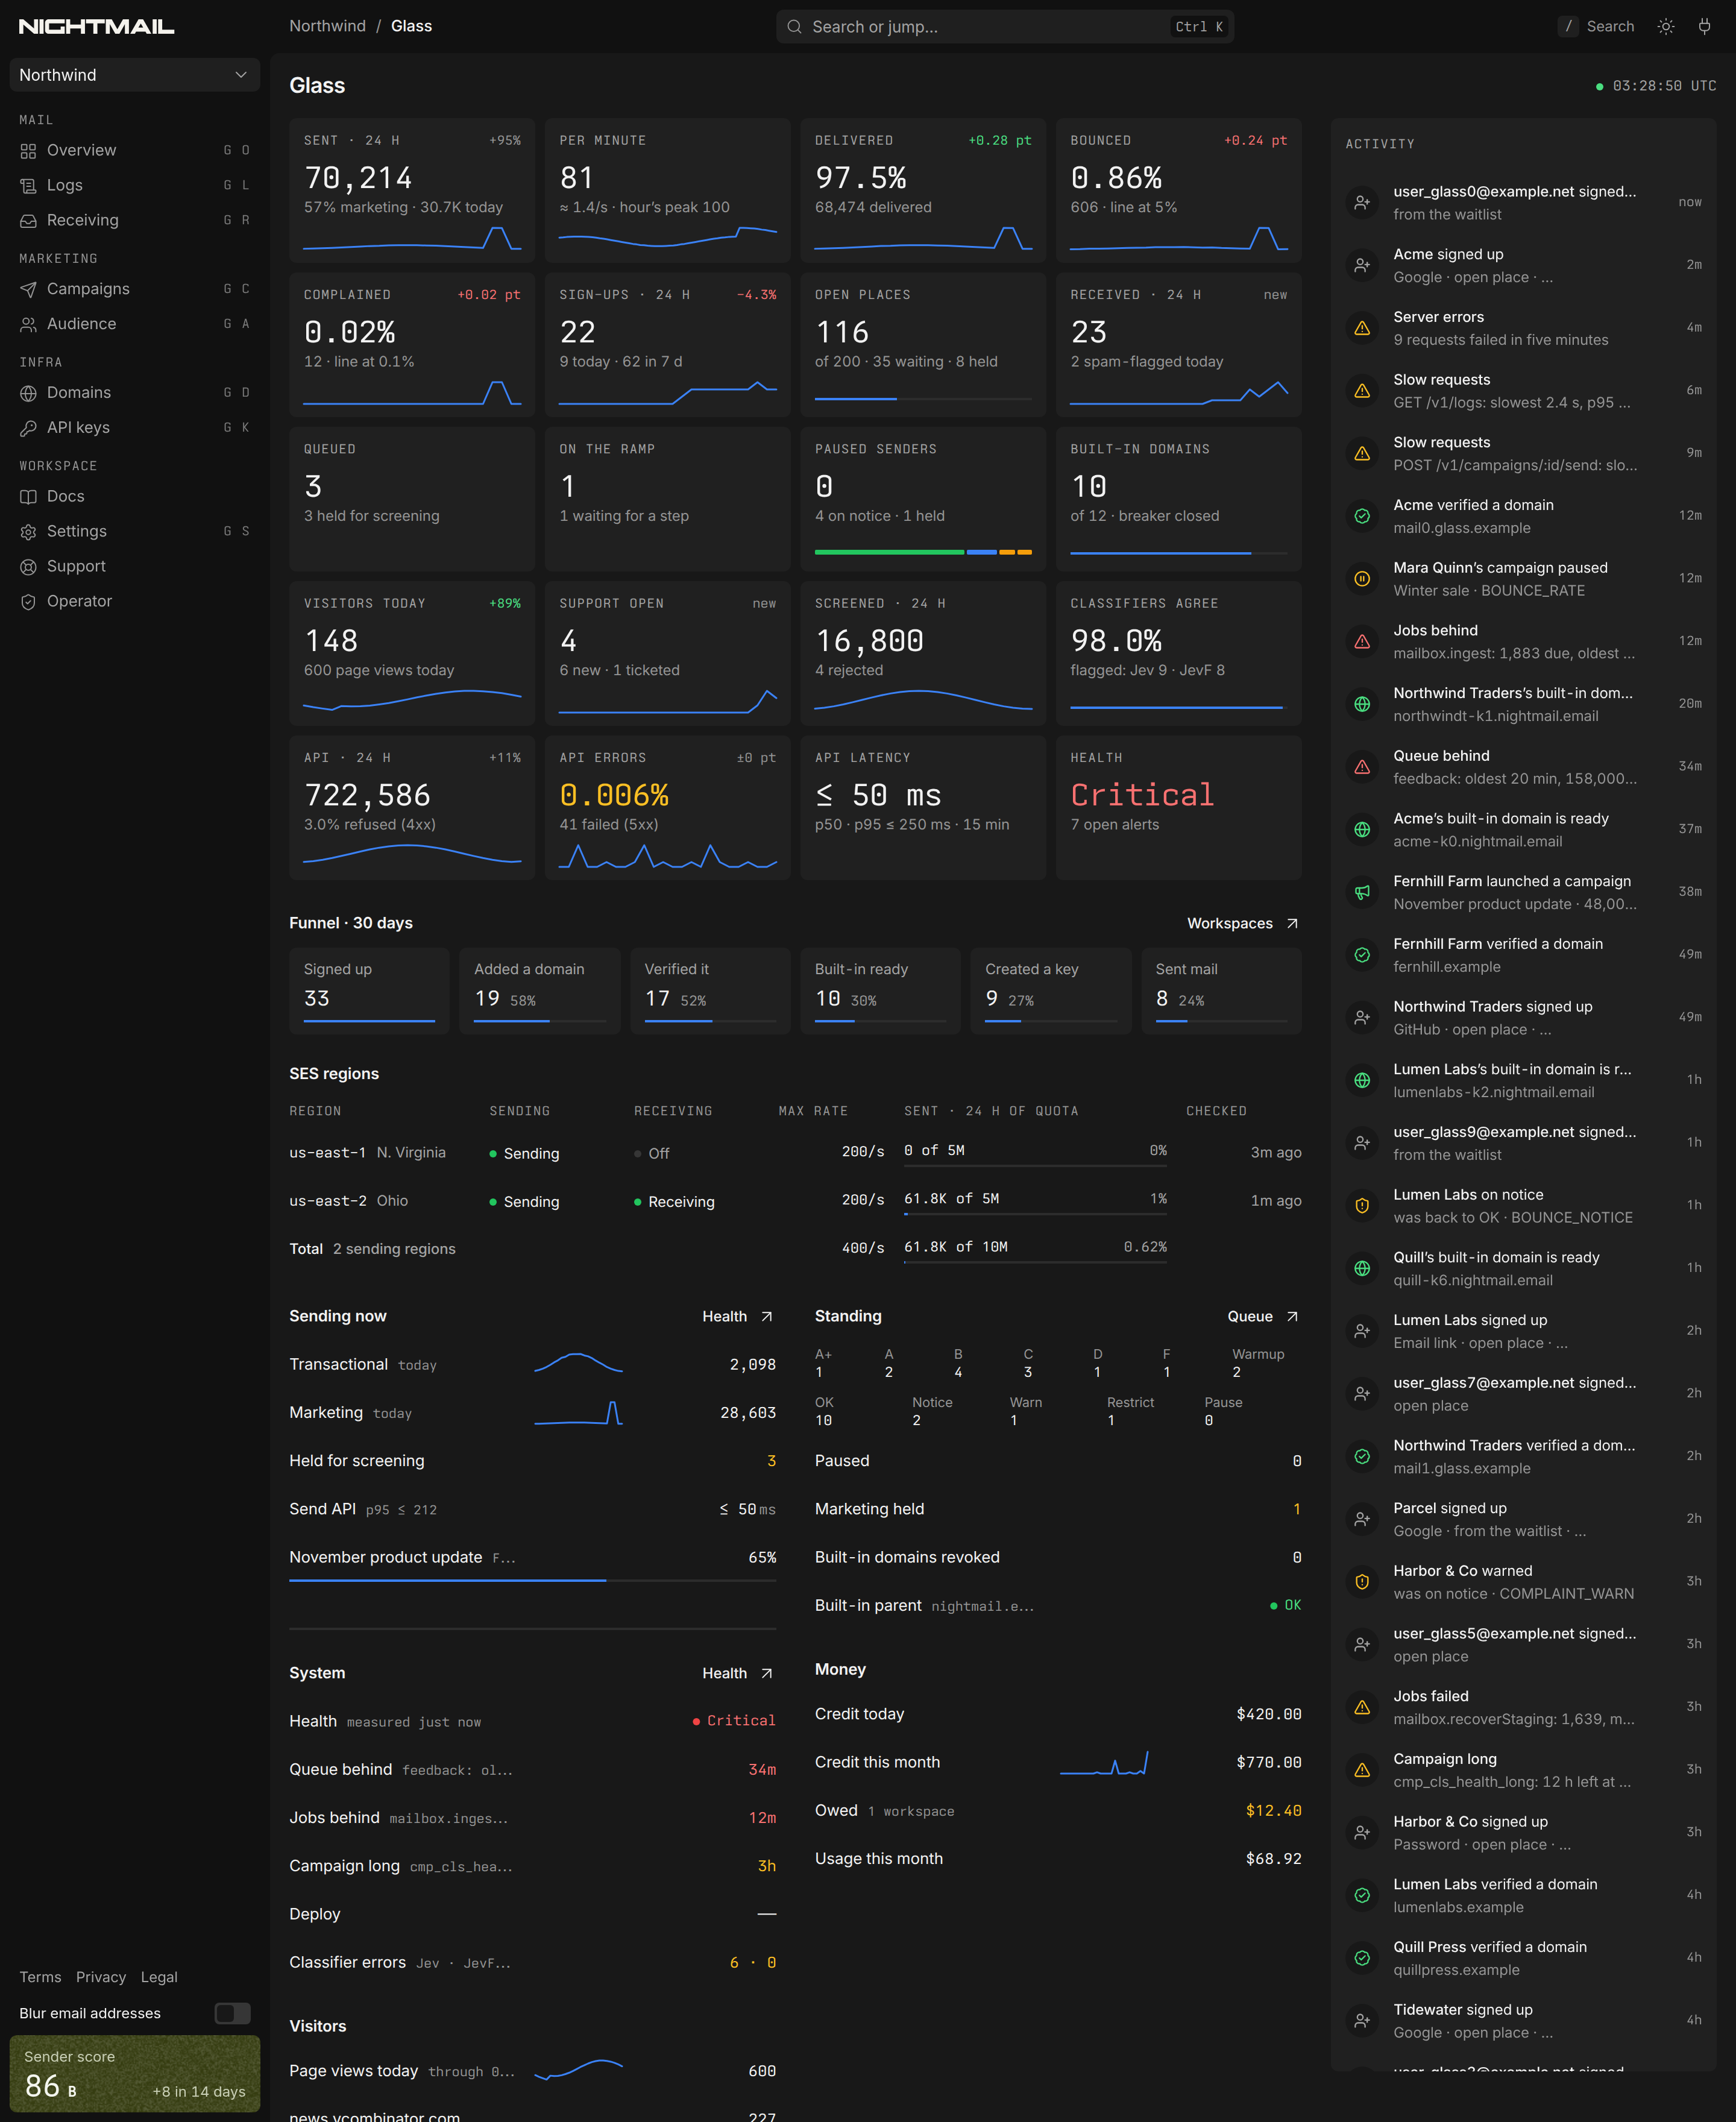 NIGHTMAIL
Northwind / Glass
Search or jump... Ctrl K
/ Search
Northwind
MAIL
Overview G O
Logs G L
Receiving G R
MARKETING
Campaigns G C
Audience G A
INFRA
Domains G D
API keys G K
WORKSPACE
Docs
Settings G S
Support
Operator
Terms Privacy Legal
Blur email addresses
Sender score
86 B +8 in 14 days
Glass
03:28:50 UTC
SENT · 24 H +95%
70,214
57% marketing · 30.7K today
PER MINUTE
81
≈ 1.4/s · hour's peak 100
DELIVERED +0.28 pt
97.5%
68,474 delivered
BOUNCED +0.24 pt
0.86%
606 · line at 5%
COMPLAINED +0.02 pt
0.02%
12 · line at 0.1%
SIGN-UPS · 24 H −4.3%
22
9 today · 62 in 7 d
OPEN PLACES
116
of 200 · 35 waiting · 8 held
RECEIVED · 24 H new
23
2 spam-flagged today
QUEUED
3
3 held for screening
ON THE RAMP
1
1 waiting for a step
PAUSED SENDERS
0
4 on notice · 1 held
BUILT-IN DOMAINS
10
of 12 · breaker closed
VISITORS TODAY +89%
148
600 page views today
SUPPORT OPEN new
4
6 new · 1 ticketed
SCREENED · 24 H
16,800
4 rejected
CLASSIFIERS AGREE
98.0%
flagged: Jev 9 · JevF 8
API · 24 H +11%
722,586
3.0% refused (4xx)
API ERRORS ±0 pt
0.006%
41 failed (5xx)
API LATENCY
≤ 50 ms
p50 · p95 ≤ 250 ms · 15 min
HEALTH
Critical
7 open alerts
Funnel · 30 days Workspaces
Signed up
33
Added a domain
19 58%
Verified it
17 52%
Built-in ready
10 30%
Created a key
9 27%
Sent mail
8 24%
SES regions
REGION SENDING RECEIVING MAX RATE SENT · 24 H OF QUOTA CHECKED
us-east-1 N. Virginia Sending Off 200/s 0 of 5M 0% 3m ago
us-east-2 Ohio Sending Receiving 200/s 61.8K of 5M 1% 1m ago
Total 2 sending regions 400/s 61.8K of 10M 0.62%
Sending now Health
Transactional today 2,098
Marketing today 28,603
Held for screening 3
Send API p95 ≤ 212 ≤ 50 ms
November product update F... 65%
Standing Queue
A+ A B C D F Warmup
1 2 4 3 1 1 2
OK Notice Warn Restrict Pause
10 2 1 1 0
Paused 0
Marketing held 1
Built-in domains revoked 0
Built-in parent nightmail.e... OK
System Health
Health measured just now Critical
Queue behind feedback: ol... 34m
Jobs behind mailbox.inges... 12m
Campaign long cmp_cls_hea... 3h
Deploy —
Classifier errors Jev · JevF... 6 · 0
Money
Credit today $420.00
Credit this month $770.00
Owed 1 workspace $12.40
Usage this month $68.92
Visitors
Page views today through 0... 600
news.ycombinator.com 227
ACTIVITY
user_glass0@example.net signed... now
from the waitlist
Acme signed up 2m
Google · open place · ...
Server errors 4m
9 requests failed in five minutes
Slow requests 6m
GET /v1/logs: slowest 2.4 s, p95 ...
Slow requests 9m
POST /v1/campaigns/:id/send: slo...
Acme verified a domain 12m
mail0.glass.example
Mara Quinn's campaign paused 12m
Winter sale · BOUNCE_RATE
Jobs behind 12m
mailbox.ingest: 1,883 due, oldest ...
Northwind Traders's built-in dom... 20m
northwindt-k1.nightmail.email
Queue behind 34m
feedback: oldest 20 min, 158,000...
Acme's built-in domain is ready 37m
acme-k0.nightmail.email
Fernhill Farm launched a campaign 38m
November product update · 48,00...
Fernhill Farm verified a domain 49m
fernhill.example
Northwind Traders signed up 49m
GitHub · open place · ...
Lumen Labs's built-in domain is r... 1h
lumenlabs-k2.nightmail.email
user_glass9@example.net signed... 1h
from the waitlist
Lumen Labs on notice 1h
was back to OK · BOUNCE_NOTICE
Quill's built-in domain is ready 1h
quill-k6.nightmail.email
Lumen Labs signed up 2h
Email link · open place · ...
user_glass7@example.net signed... 2h
open place
Northwind Traders verified a dom... 2h
mail1.glass.example
Parcel signed up 2h
Google · from the waitlist · ...
Harbor & Co warned 3h
was on notice · COMPLAINT_WARN
user_glass5@example.net signed... 3h
open place
Jobs failed 3h
mailbox.recoverStaging: 1,639, m...
Campaign long 3h
cmp_cls_health_long: 12 h left at ...
Harbor & Co signed up 3h
Password · open place · ...
Lumen Labs verified a domain 4h
lumenlabs.example
Quill Press verified a domain 4h
quillpress.example
Tidewater signed up 4h
Google · open place · ...